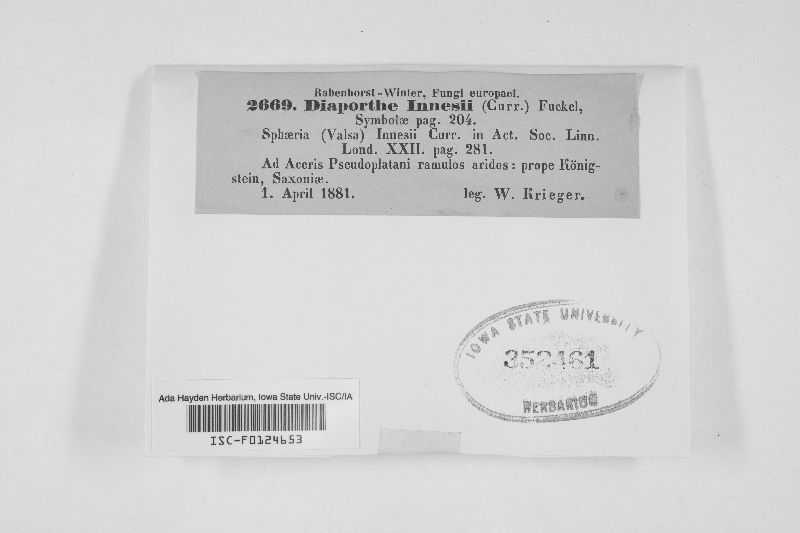 Rabenhorst-Winter, Fungi europaei.
2669. Diaporthe Innesii (Curr.) Fuckel,
Symbolæ pag. 204.
Sphæria (Valsa) Innesii Curr. in Act. Soc. Linn.
Lond. XXII. pag. 281.
Ad Aceris Pseudoplatani ramulos aridos: prope König-
stein, Saxoniæ.
1. April 1881. leg. W. Krieger.
IOWA STATE UNIVERSITY
352461
HERBARIUM
Ada Hayden Herbarium, Iowa State Univ.-ISC/IA
ISC-F0124653